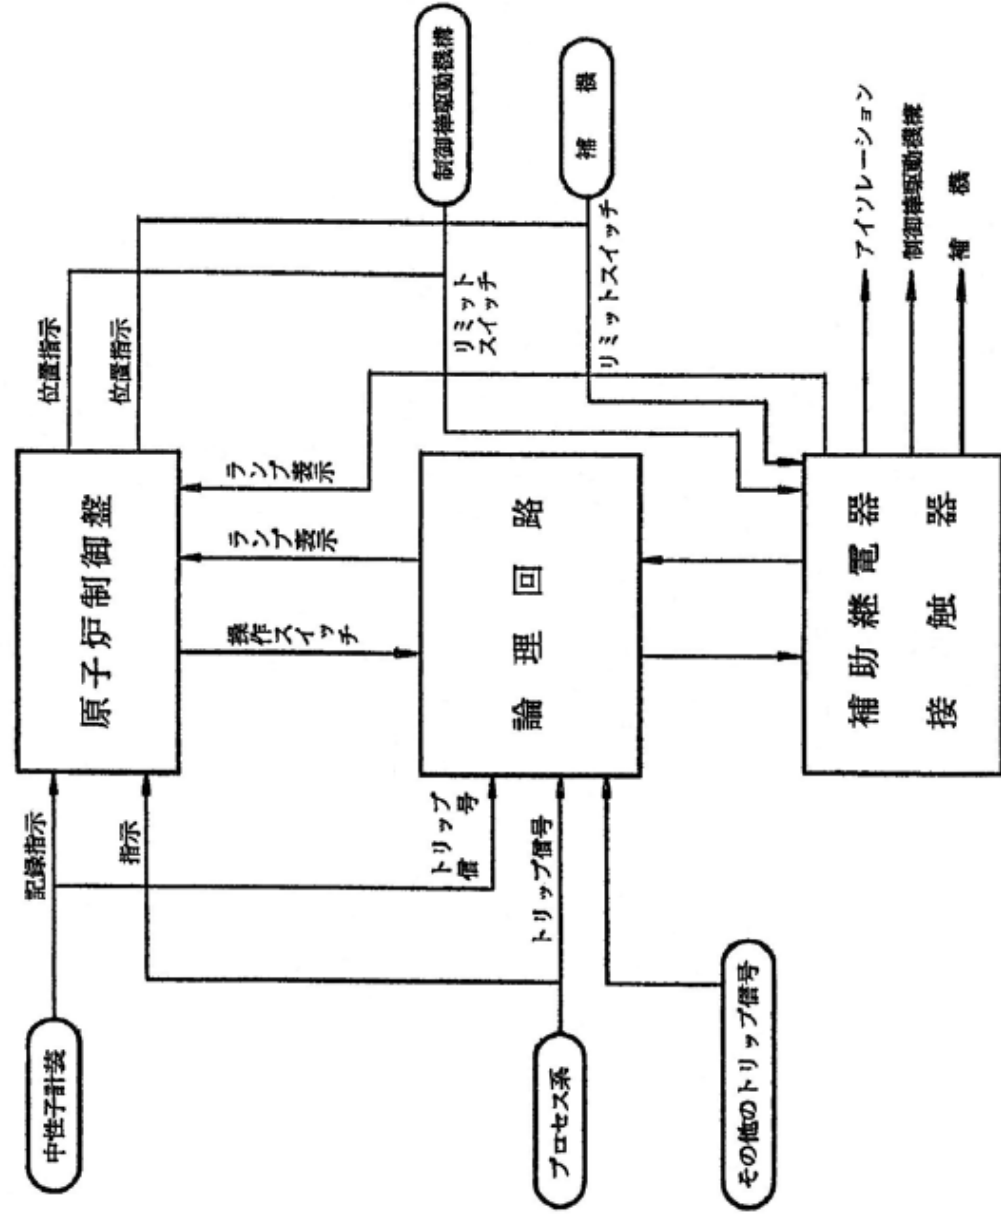 中性子計装
記録指示
指示
原子炉制御盤
位置指示
位置指示
トリップ
信号
操作スイッチ
ランプ表示
ランプ表示
リミット
スイッチ
制御棒駆動機構
プロセス系
トリップ信号
論理回路
リミットスイッチ
補機
その他のトリップ信号
補助継電器
接触器
アイソレーション
制御棒駆動機構
補機